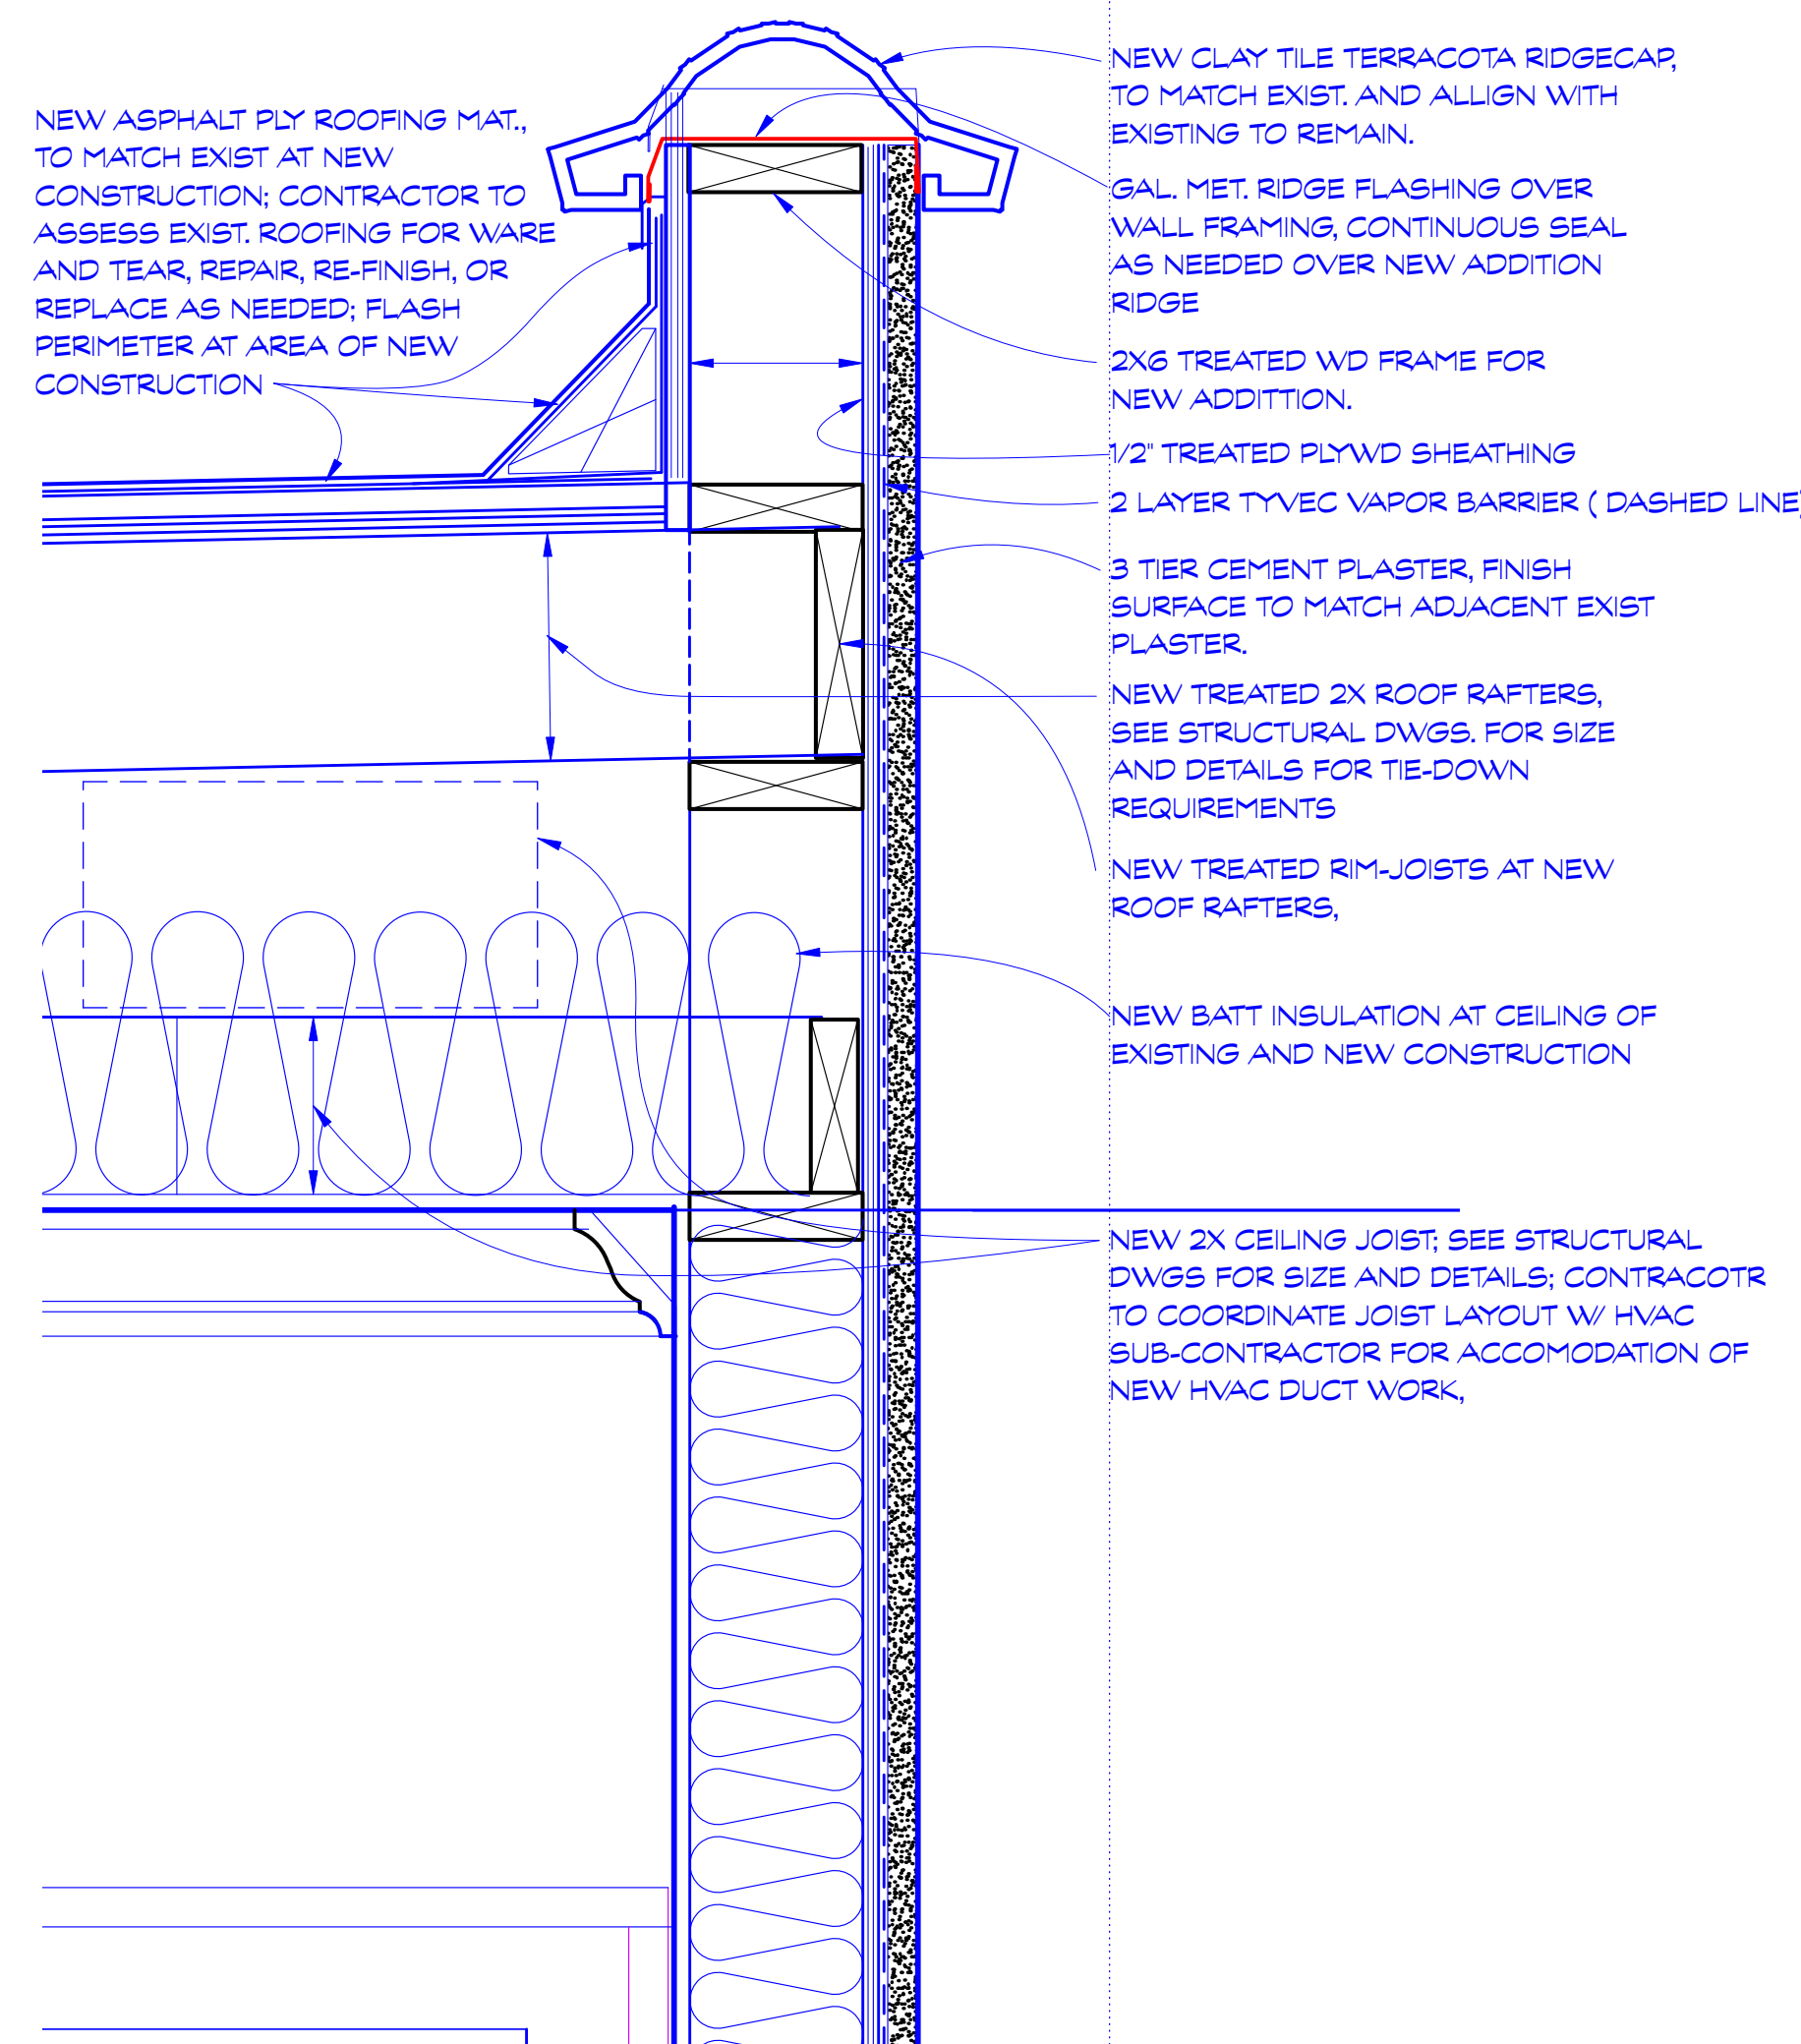 NEW ASPHALT PLY ROOFING MAT.,
TO MATCH EXIST AT NEW
CONSTRUCTION; CONTRACTOR TO
ASSESS EXIST. ROOFING FOR WARE
AND TEAR, REPAIR, RE-FINISH, OR
REPLACE AS NEEDED; FLASH
PERIMETER AT AREA OF NEW
CONSTRUCTION
NEW CLAY TILE TERRACOTA RIDGECAP,
TO MATCH EXIST. AND ALLIGN WITH
EXISTING TO REMAIN.
GAL. MET. RIDGE FLASHING OVER
WALL FRAMING, CONTINUOUS SEAL
AS NEEDED OVER NEW ADDITION
RIDGE
2X6 TREATED WD FRAME FOR
NEW ADDITTION.
1/2" TREATED PLYWD SHEATHING
2 LAYER TYVEC VAPOR BARRIER ( DASHED LINE)
3 TIER CEMENT PLASTER, FINISH
SURFACE TO MATCH ADJACENT EXIST
PLASTER.
NEW TREATED 2X ROOF RAFTERS,
SEE STRUCTURAL DWGS. FOR SIZE
AND DETAILS FOR TIE-DOWN
REQUIREMENTS
NEW TREATED RIM-JOISTS AT NEW
ROOF RAFTERS,
NEW BATT INSULATION AT CEILING OF
EXISTING AND NEW CONSTRUCTION
NEW 2X CEILING JOIST; SEE STRUCTURAL
DWGS FOR SIZE AND DETAILS; CONTRACOTR
TO COORDINATE JOIST LAYOUT W/ HVAC
SUB-CONTRACTOR FOR ACCOMODATION OF
NEW HVAC DUCT WORK,